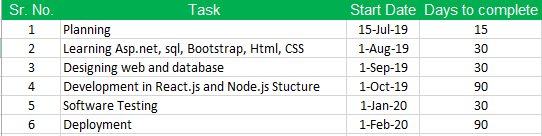 Sr. No. Task Start Date Days to complete
1 Planning 15-Jul-19 15
2 Learning Asp.net, sql, Bootstrap, Html, CSS 1-Aug-19 30
3 Designing web and database 1-Sep-19 30
4 Development in React.js and Node.js Stucture 1-Oct-19 90
5 Software Testing 1-Jan-20 30
6 Deployment 1-Feb-20 90